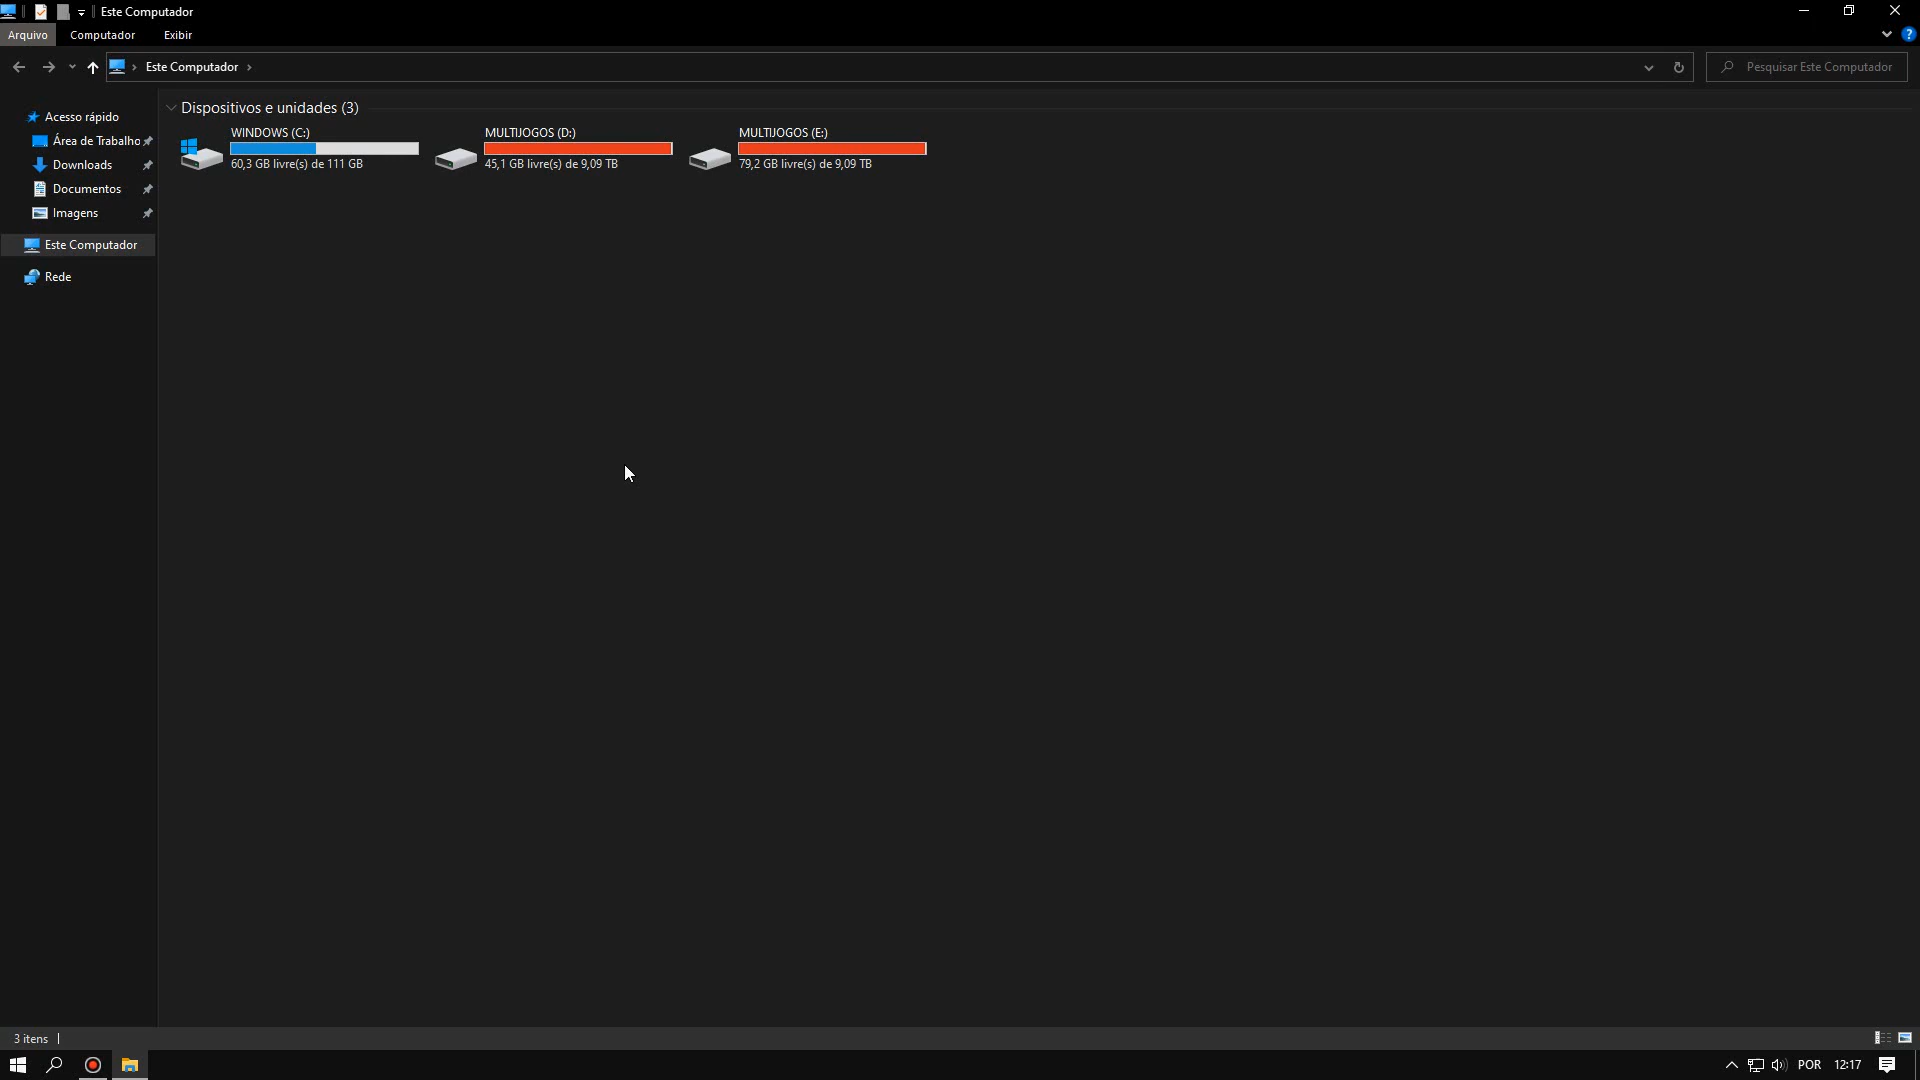 Este Computador
Arquivo Computador Exibir
Este Computador
Pesquisar Este Computador
Acesso rápido
Área de Trabalho
Downloads
Documentos
Imagens
Este Computador
Rede
Dispositivos e unidades (3)
WINDOWS (C:)
60,3 GB livre(s) de 111 GB
MULTIJOGOS (D:)
45,1 GB livre(s) de 9,09 TB
MULTIJOGOS (E:)
79,2 GB livre(s) de 9,09 TB
3 itens
POR 12:17